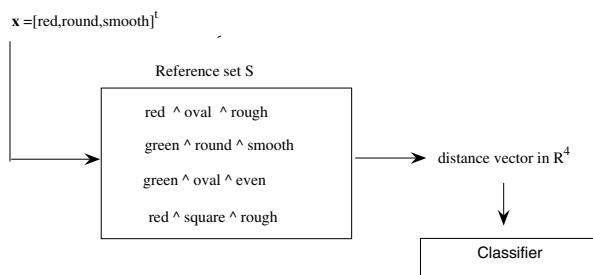 x =[red,round,smooth]ᵗ
Reference set S
red ^ oval ^ rough
green ^ round ^ smooth
green ^ oval ^ even
red ^ square ^ rough
distance vector in R⁴
Classifier